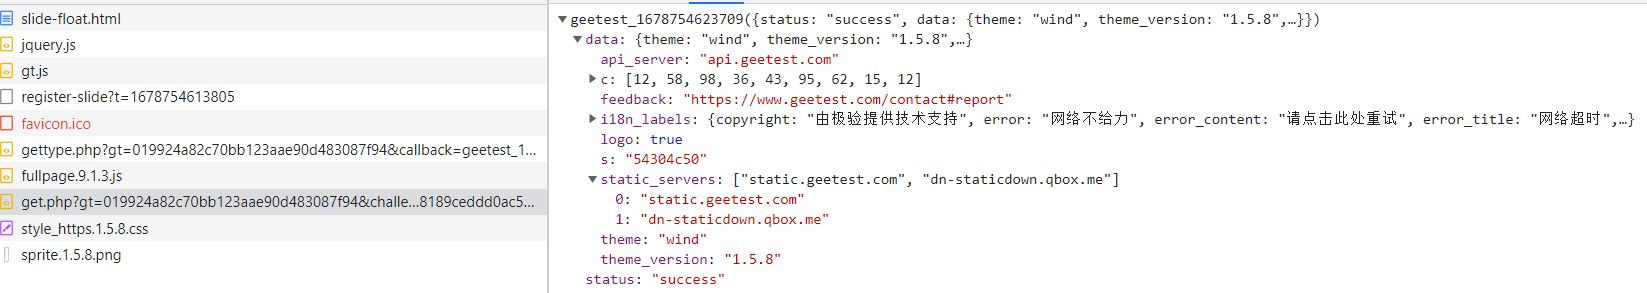 slide-float.html
jquery.js
gt.js
register-slide?t=1678754613805
favicon.ico
gettype.php?gt=019924a82c70bb123aae90d483087f94&callback=geetest_1...
fullpage.9.1.3.js
get.php?gt=019924a82c70bb123aae90d483087f94&challe...8189ceddd0ac5...
style_https.1.5.8.css
sprite.1.5.8.png
geetest_1678754623709({status: "success", data: {theme: "wind", theme_version: "1.5.8",…}})
data: {theme: "wind", theme_version: "1.5.8",…}
api_server: "api.geetest.com"
c: [12, 58, 98, 36, 43, 95, 62, 15, 12]
feedback: "https://www.geetest.com/contact#report"
i18n_labels: {copyright: "由极验提供技术支持", error: "网络不给力", error_content: "请点击此处重试", error_title: "网络超时",…}
logo: true
s: "54304c50"
static_servers: ["static.geetest.com", "dn-staticdown.qbox.me"]
0: "static.geetest.com"
1: "dn-staticdown.qbox.me"
theme: "wind"
theme_version: "1.5.8"
status: "success"